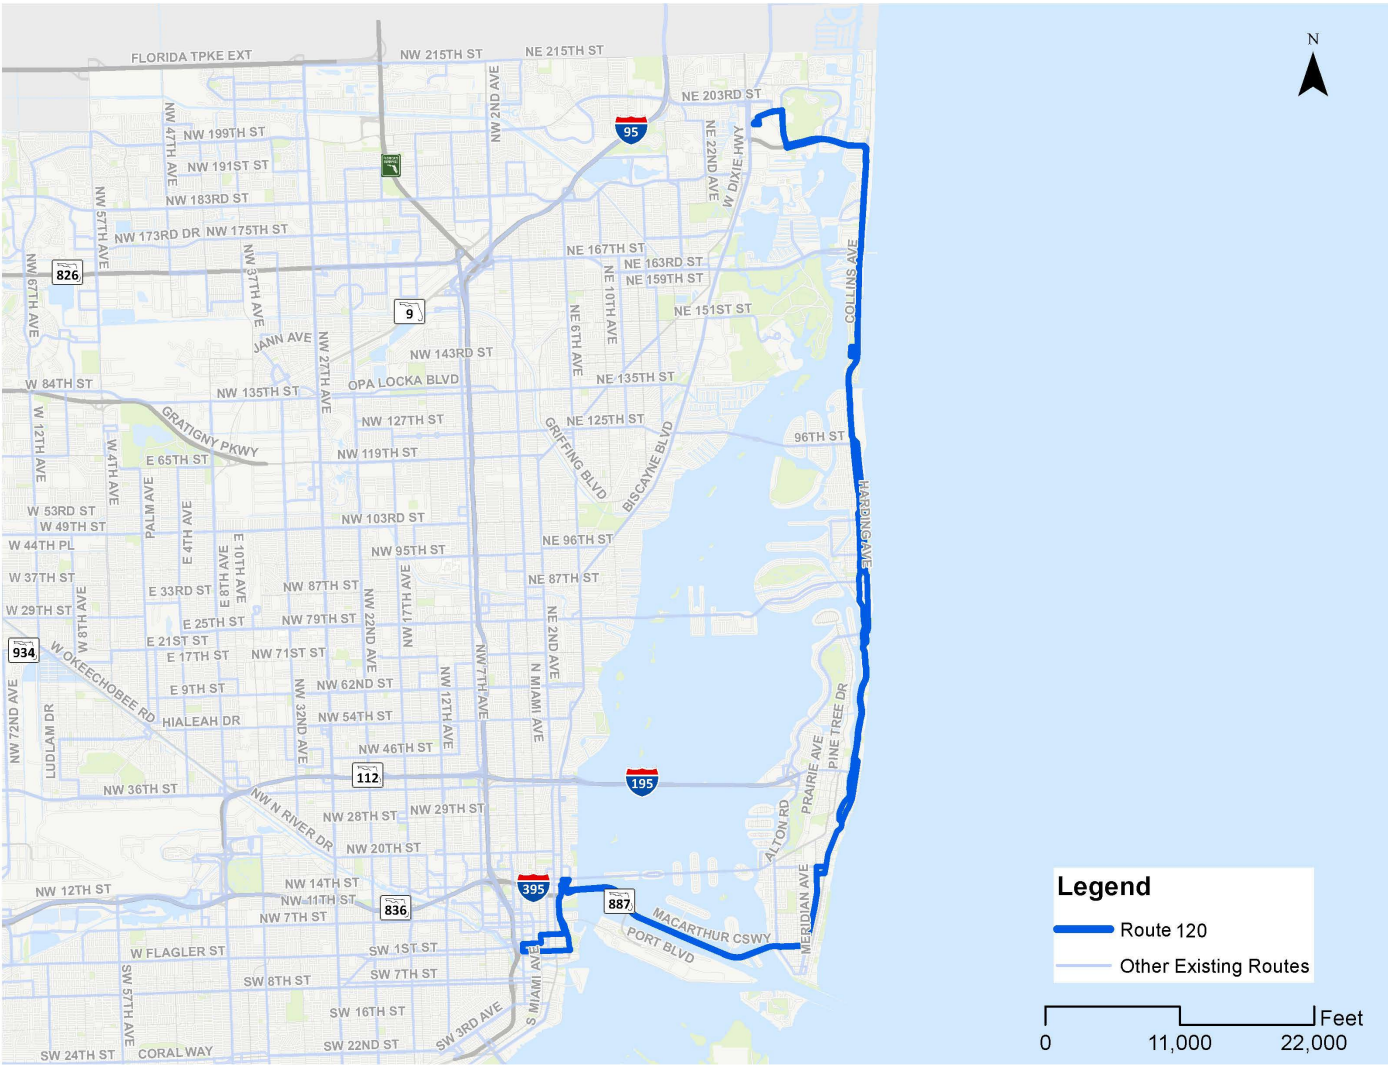 N
FLORIDA TPKE EXT
NW 215TH ST
NE 215TH ST
NW 2ND AVE
NE 203RD ST
95
NW 47TH AVE
NW 199TH ST
NE 22ND AVE
W DIXIE HWY
NW 191ST ST
NW 183RD ST
NW 57TH AVE
NW 173RD DR
NW 175TH ST
NW 37TH AVE
NE 167TH ST
NE 163RD ST
NE 159TH ST
NE 10TH AVE
COLLINS AVE
NW 67TH AVE
826
9
NE 151ST ST
NE 6TH AVE
JANN AVE
NW 27TH AVE
NW 143RD ST
W 84TH ST
NW 135TH ST
OPA LOCKA BLVD
NE 135TH ST
W 12TH AVE
GRATIGNY PKWY
NW 127TH ST
NE 125TH ST
GRIFFING BLVD
BISCAYNE BLVD
96TH ST
W 4TH AVE
E 65TH ST
NW 119TH ST
PALM AVE
E 4TH AVE
HARDING AVE
W 53RD ST
W 49TH ST
NW 103RD ST
W 44TH PL
E 8TH AVE
E 10TH AVE
NW 95TH ST
NE 96TH ST
W 37TH ST
W 8TH AVE
E 33RD ST
NW 87TH ST
NW 22ND AVE
NW 17TH AVE
NE 87TH ST
W 29TH ST
E 25TH ST
NW 79TH ST
NE 2ND AVE
934
E 21ST ST
W OKEECHOBEE RD
E 17TH ST
NW 71ST ST
NW 7TH AVE
N MIAMI AVE
NW 72ND AVE
LUDLAM DR
E 9TH ST
NW 32ND AVE
NW 62ND ST
NW 12TH AVE
PINE TREE DR
HIALEAH DR
NW 54TH ST
NW 46TH ST
PRAIRIE AVE
112
195
NW 36TH ST
NW N RIVER DR
NW 28TH ST
NW 29TH ST
ALTON RD
NW 20TH ST
NW 12TH ST
NW 14TH ST
395
MERIDIAN AVE
NW 11TH ST
836
887
NW 7TH ST
MACARTHUR CSWY
PORT BLVD
W FLAGLER ST
SW 1ST ST
SW 57TH AVE
SW 7TH ST
SW 8TH ST
S MIAMI AVE
SW 16TH ST
SW 3RD AVE
SW 24TH ST
CORAL WAY
SW 22ND ST
Legend
Route 120
Other Existing Routes
Feet
0
11,000
22,000